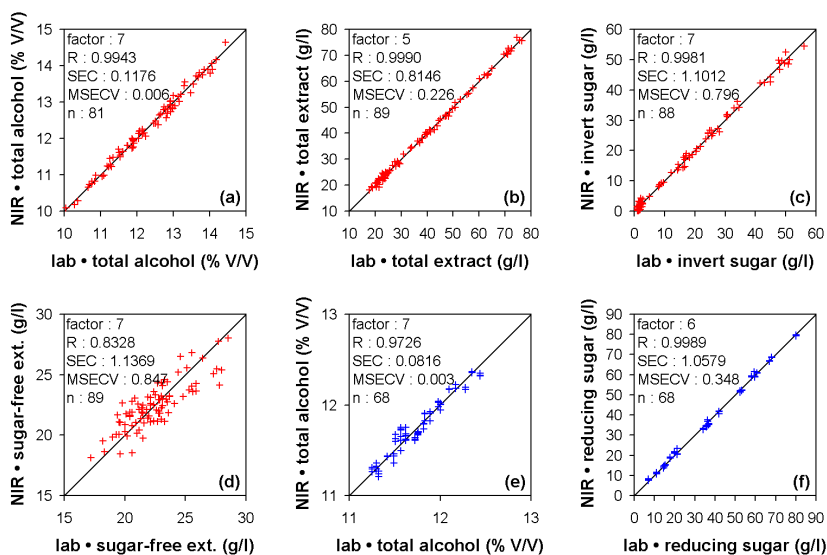 factor : 7
R : 0.9943
SEC : 0.1176
MSECV : 0.006
n : 81
(a)
NIR • total alcohol (% V/V)
15
14
13
12
11
10
10 11 12 13 14 15
lab • total alcohol (% V/V)
factor : 5
R : 0.9990
SEC : 0.8146
MSECV : 0.226
n : 89
(b)
NIR • total extract (g/l)
80
70
60
50
40
30
20
10
10 20 30 40 50 60 70 80
lab • total extract (g/l)
factor : 7
R : 0.9981
SEC : 1.1012
MSECV : 0.796
n : 88
(c)
NIR • invert sugar (g/l)
60
50
40
30
20
10
0
0 10 20 30 40 50 60
lab • invert sugar (g/l)
factor : 7
R : 0.8328
SEC : 1.1369
MSECV : 0.847
n : 89
(d)
NIR • sugar-free ext. (g/l)
30
25
20
15
15 20 25 30
lab • sugar-free ext. (g/l)
factor : 7
R : 0.9726
SEC : 0.0816
MSECV : 0.003
n : 68
(e)
NIR • total alcohol (% V/V)
13
12
11
11 12 13
lab • total alcohol (% V/V)
factor : 6
R : 0.9989
SEC : 1.0579
MSECV : 0.348
n : 68
(f)
NIR • reducing sugar (g/l)
90
80
70
60
50
40
30
20
10
0
0 10 20 30 40 50 60 70 80 90
lab • reducing sugar (g/l)